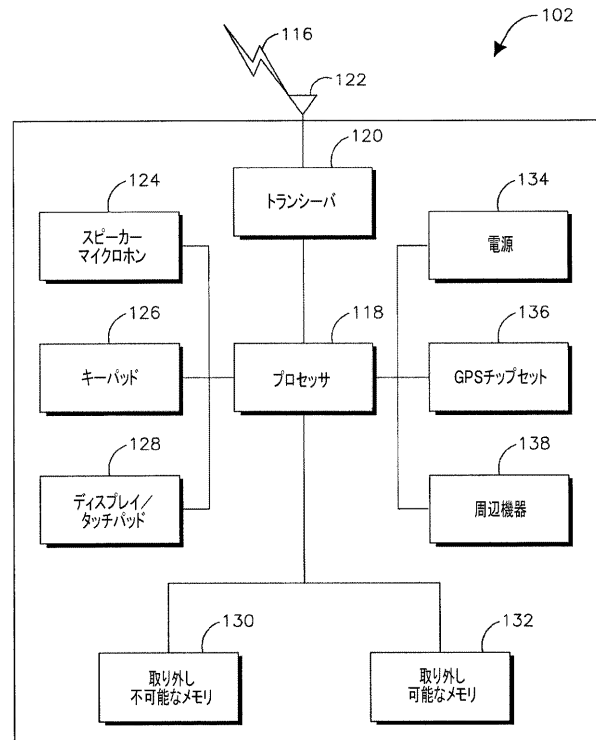 102
116
122
120
トランシーバ
124
スピーカー
マイクロホン
134
電源
126
キーパッド
118
プロセッサ
136
GPSチップセット
128
ディスプレイ／
タッチパッド
138
周辺機器
130
取り外し
不可能なメモリ
132
取り外し
可能なメモリ